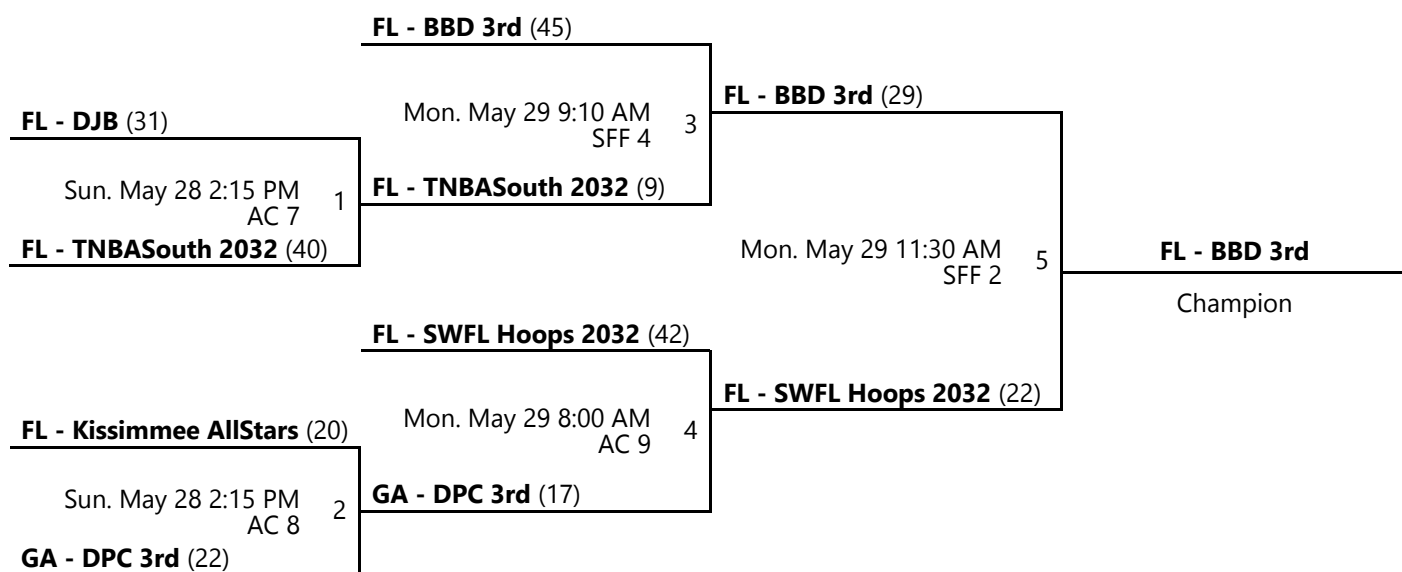 FL - BBD 3rd (45)
FL - BBD 3rd (29)
FL - DJB (31)
Mon. May 29 9:10 AM
SFF 4
3
Sun. May 28 2:15 PM
AC 7
1
FL - TNBASouth 2032 (9)
FL - TNBASouth 2032 (40)
Mon. May 29 11:30 AM
SFF 2
5
FL - BBD 3rd
Champion
FL - SWFL Hoops 2032 (42)
FL - SWFL Hoops 2032 (22)
FL - Kissimmee AllStars (20)
Mon. May 29 8:00 AM
AC 9
4
Sun. May 28 2:15 PM
AC 8
2
GA - DPC 3rd (17)
GA - DPC 3rd (22)